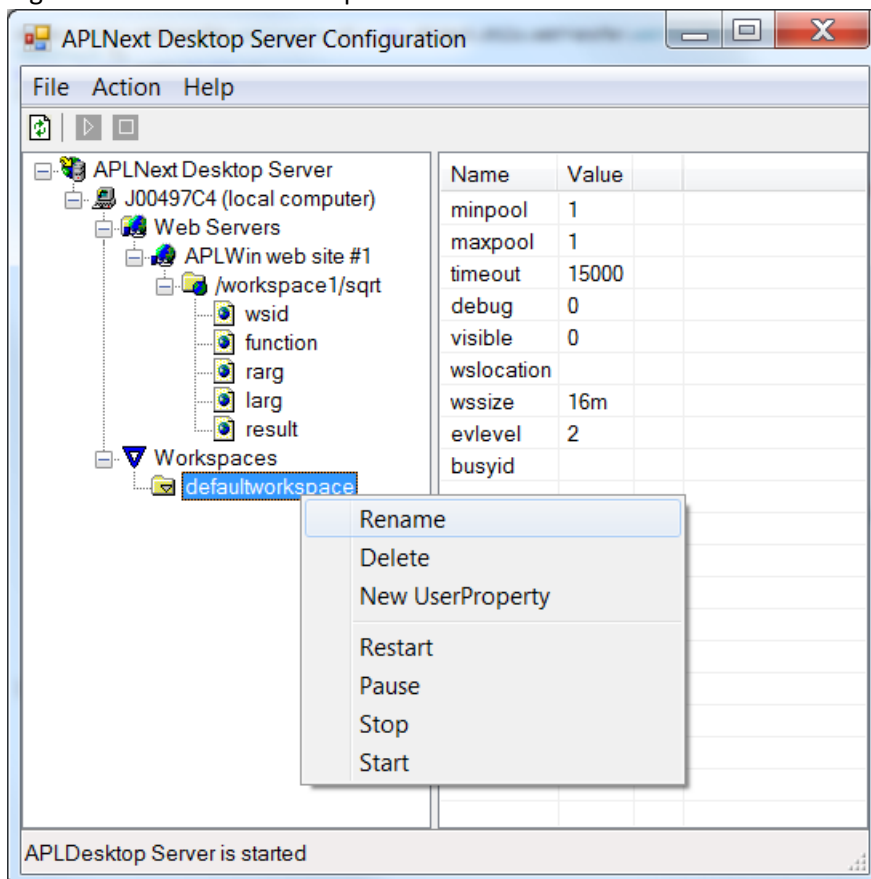 APLNext Desktop Server Configuration
File Action Help
APLNext Desktop Server
J00497C4 (local computer)
Web Servers
APLWin web site #1
/workspace1/sqrt
wsid
function
rarg
larg
result
Workspaces
defaultworkspace
Name Value
minpool 1
maxpool 1
timeout 15000
debug 0
visible 0
wslocation
wssize 16m
evlevel 2
busyid
Rename
Delete
New UserProperty
Restart
Pause
Stop
Start
APLDesktop Server is started